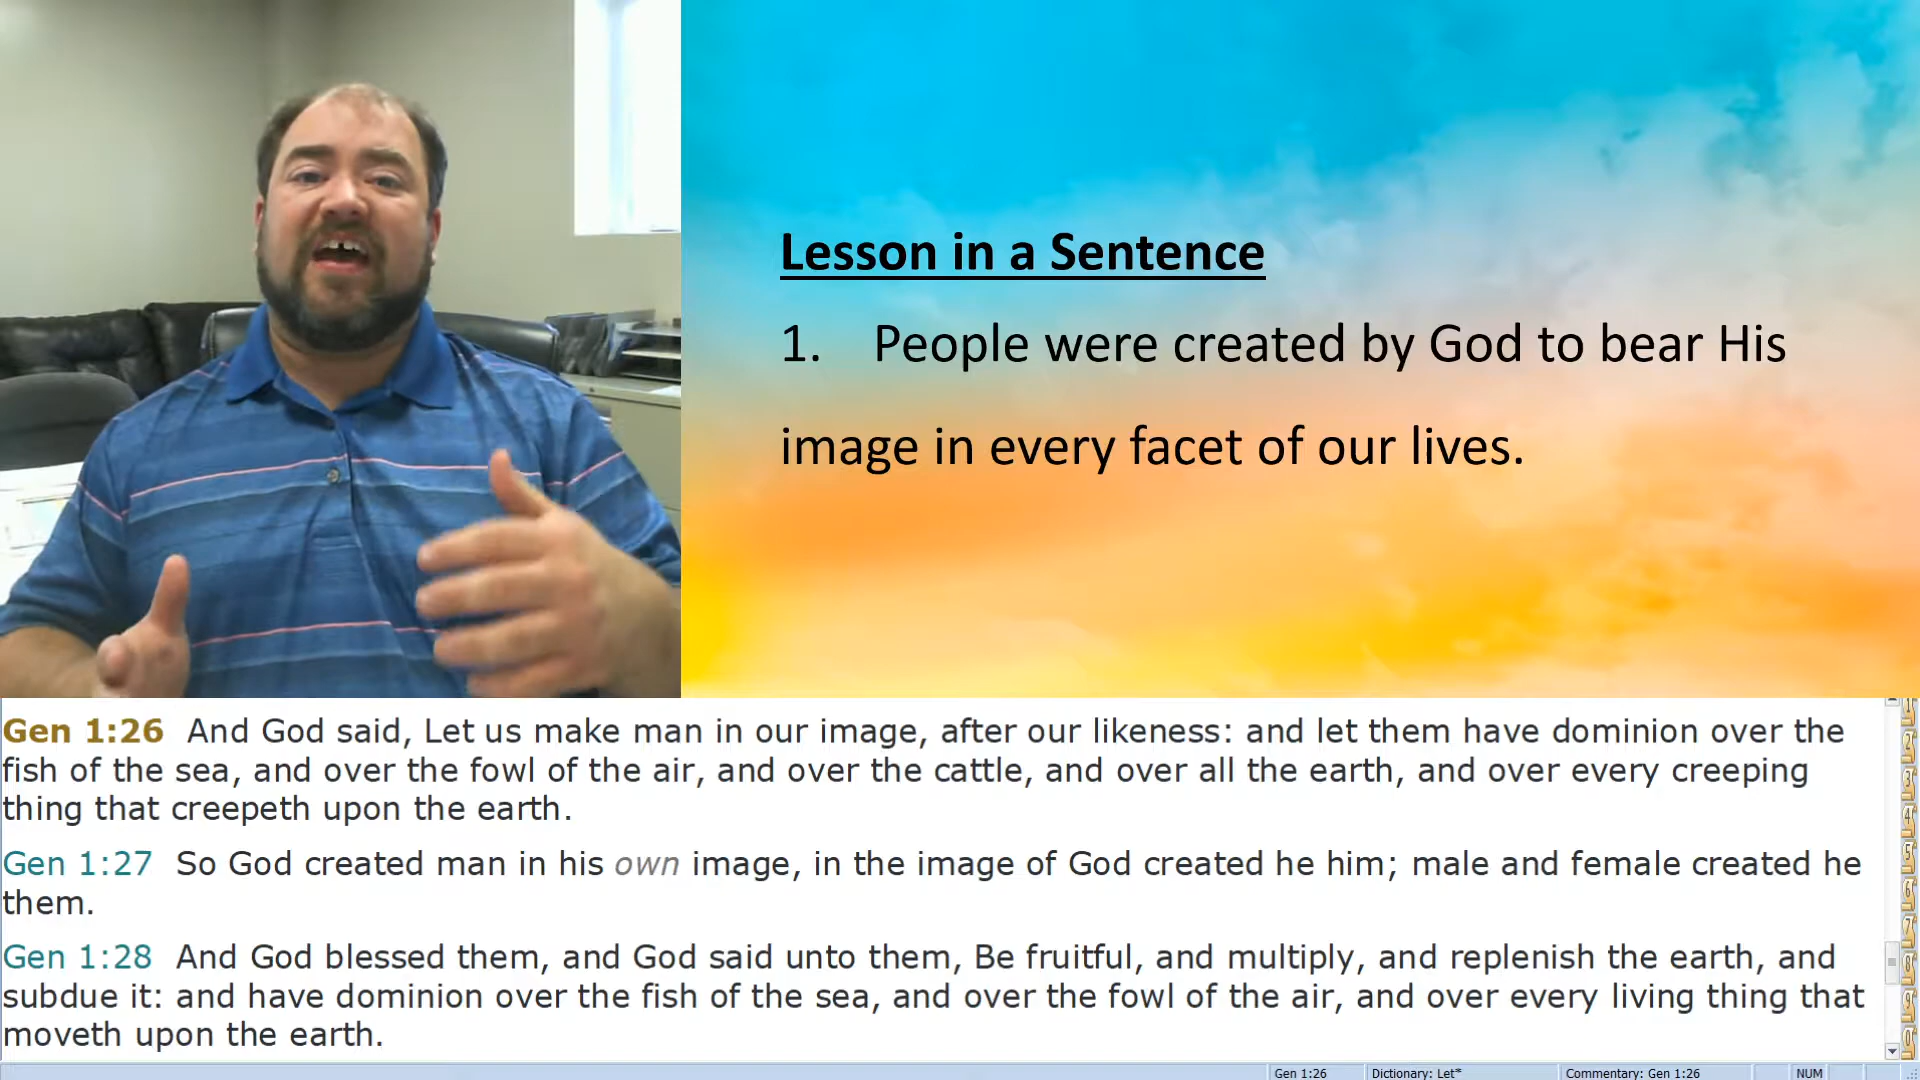 Lesson in a Sentence
1. People were created by God to bear His
image in every facet of our lives.
Gen 1:26 And God said, Let us make man in our image, after our likeness: and let them have dominion over the
fish of the sea, and over the fowl of the air, and over the cattle, and over all the earth, and over every creeping
thing that creepeth upon the earth.
Gen 1:27 So God created man in his own image, in the image of God created he him; male and female created he
them.
Gen 1:28 And God blessed them, and God said unto them, Be fruitful, and multiply, and replenish the earth, and
subdue it: and have dominion over the fish of the sea, and over the fowl of the air, and over every living thing that
moveth upon the earth.
Gen 1:26 Dictionary: Let* Commentary: Gen 1:26 NUM